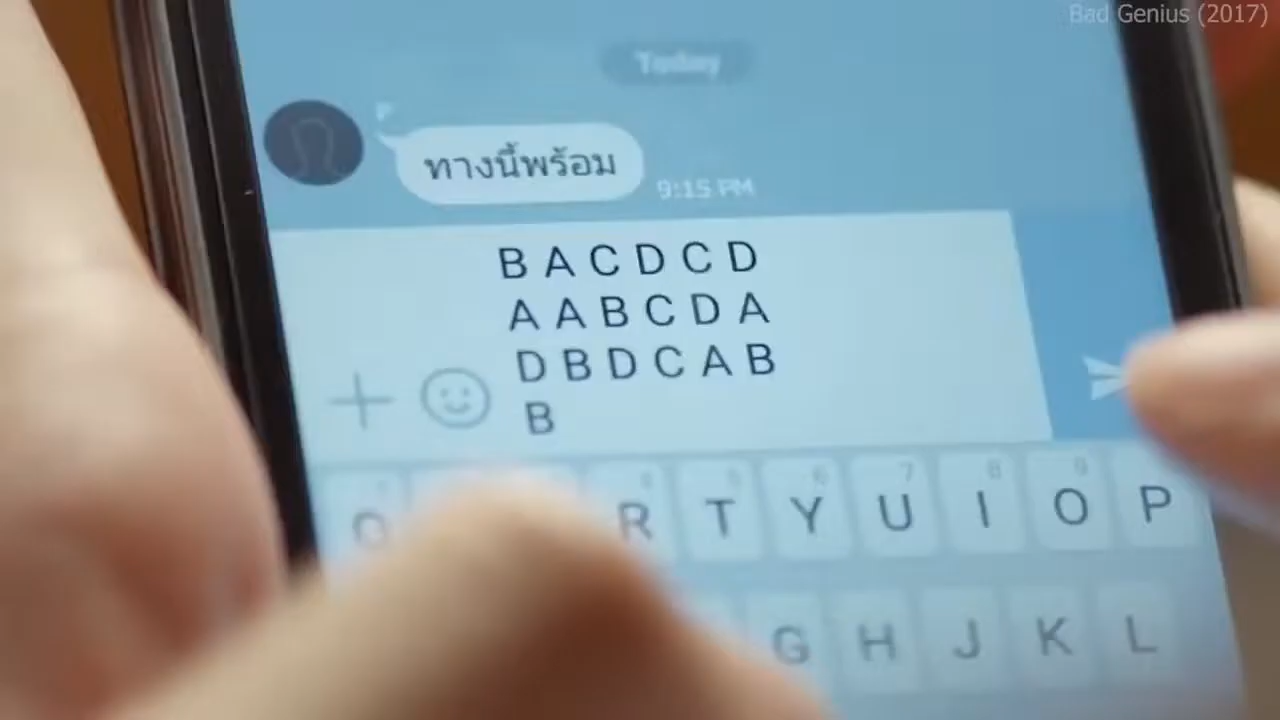 Bad Genius (2017)
Today
ทางนี้พร้อม
9:15 PM
B A C D C D
A A B C D A
D B D C A B
B
R T Y U I O P
G H J K L